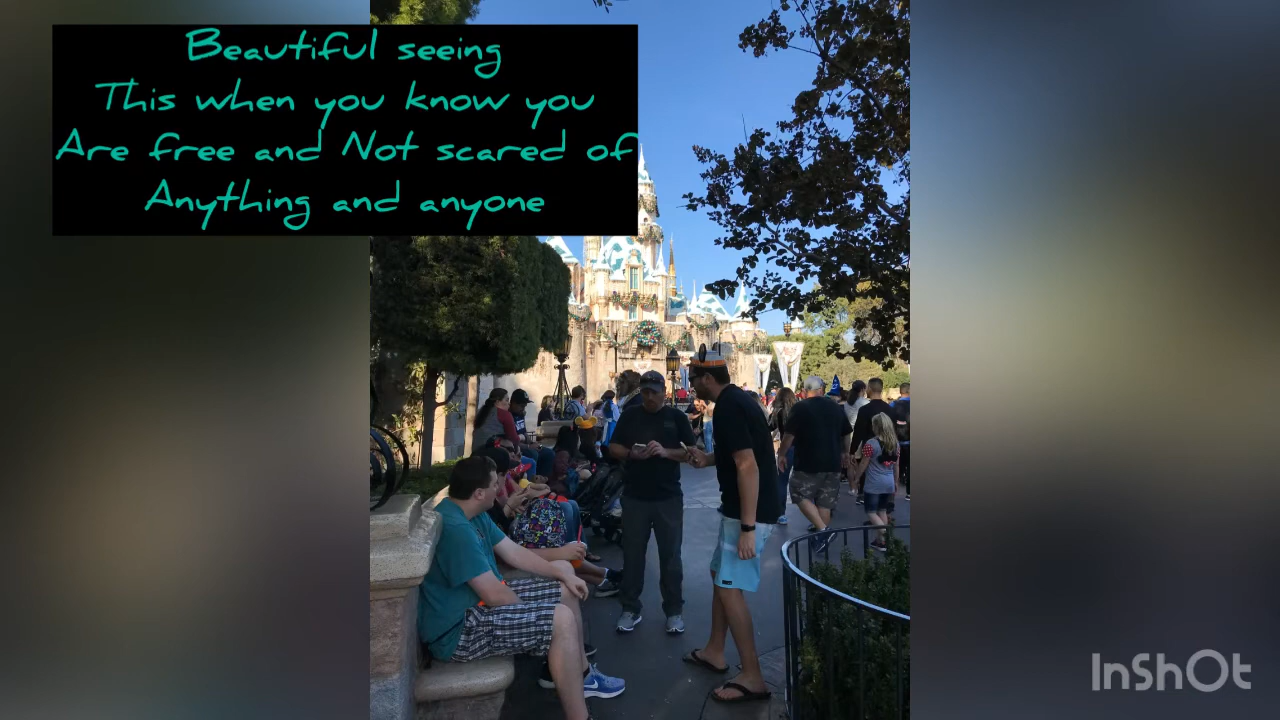 Beautiful seeing
This when you know you
Are free and Not scared of
Anything and anyone
InShOt